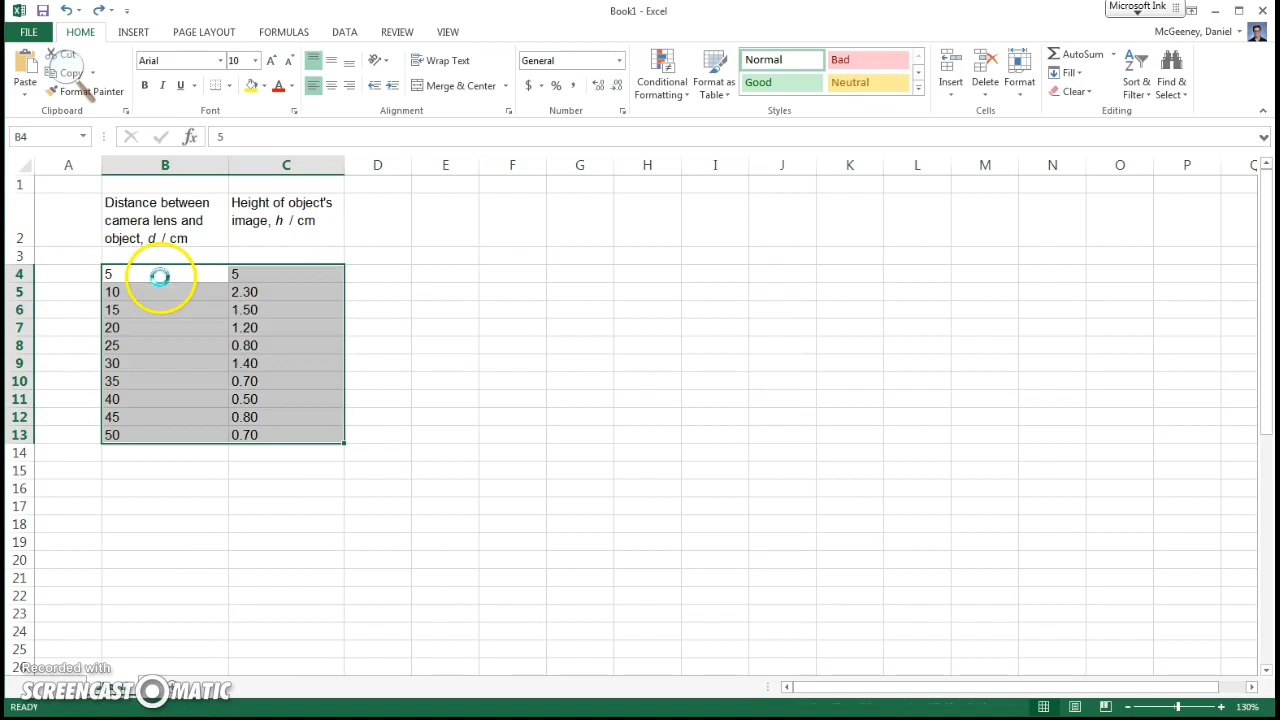 Book1 - Excel
Microsoft Ink
FILE HOME INSERT PAGE LAYOUT FORMULAS DATA REVIEW VIEW
McGeeney, Daniel
Paste
Cut
Copy
Format Painter
Clipboard
Arial 10
B I U
A A
Font
Wrap Text
Merge & Center
Alignment
General
$ % ,
Number
Conditional Formatting
Format as Table
Normal Bad
Good Neutral
Styles
Insert Delete Format
Cells
AutoSum
Fill
Clear
Sort & Filter
Find & Select
Editing
B4 fx 5
A B C D E F G H I J K L M N O P Q
1
2 Distance between camera lens and object, d / cm Height of object's image, h / cm
3
4 5 5
5 10 2.30
6 15 1.50
7 20 1.20
8 25 0.80
9 30 1.40
10 35 0.70
11 40 0.50
12 45 0.80
13 50 0.70
14
15
16
17
18
19
20
21
22
23
24
25
26
Recorded with
SCREENCAST-O-MATIC
READY 130%